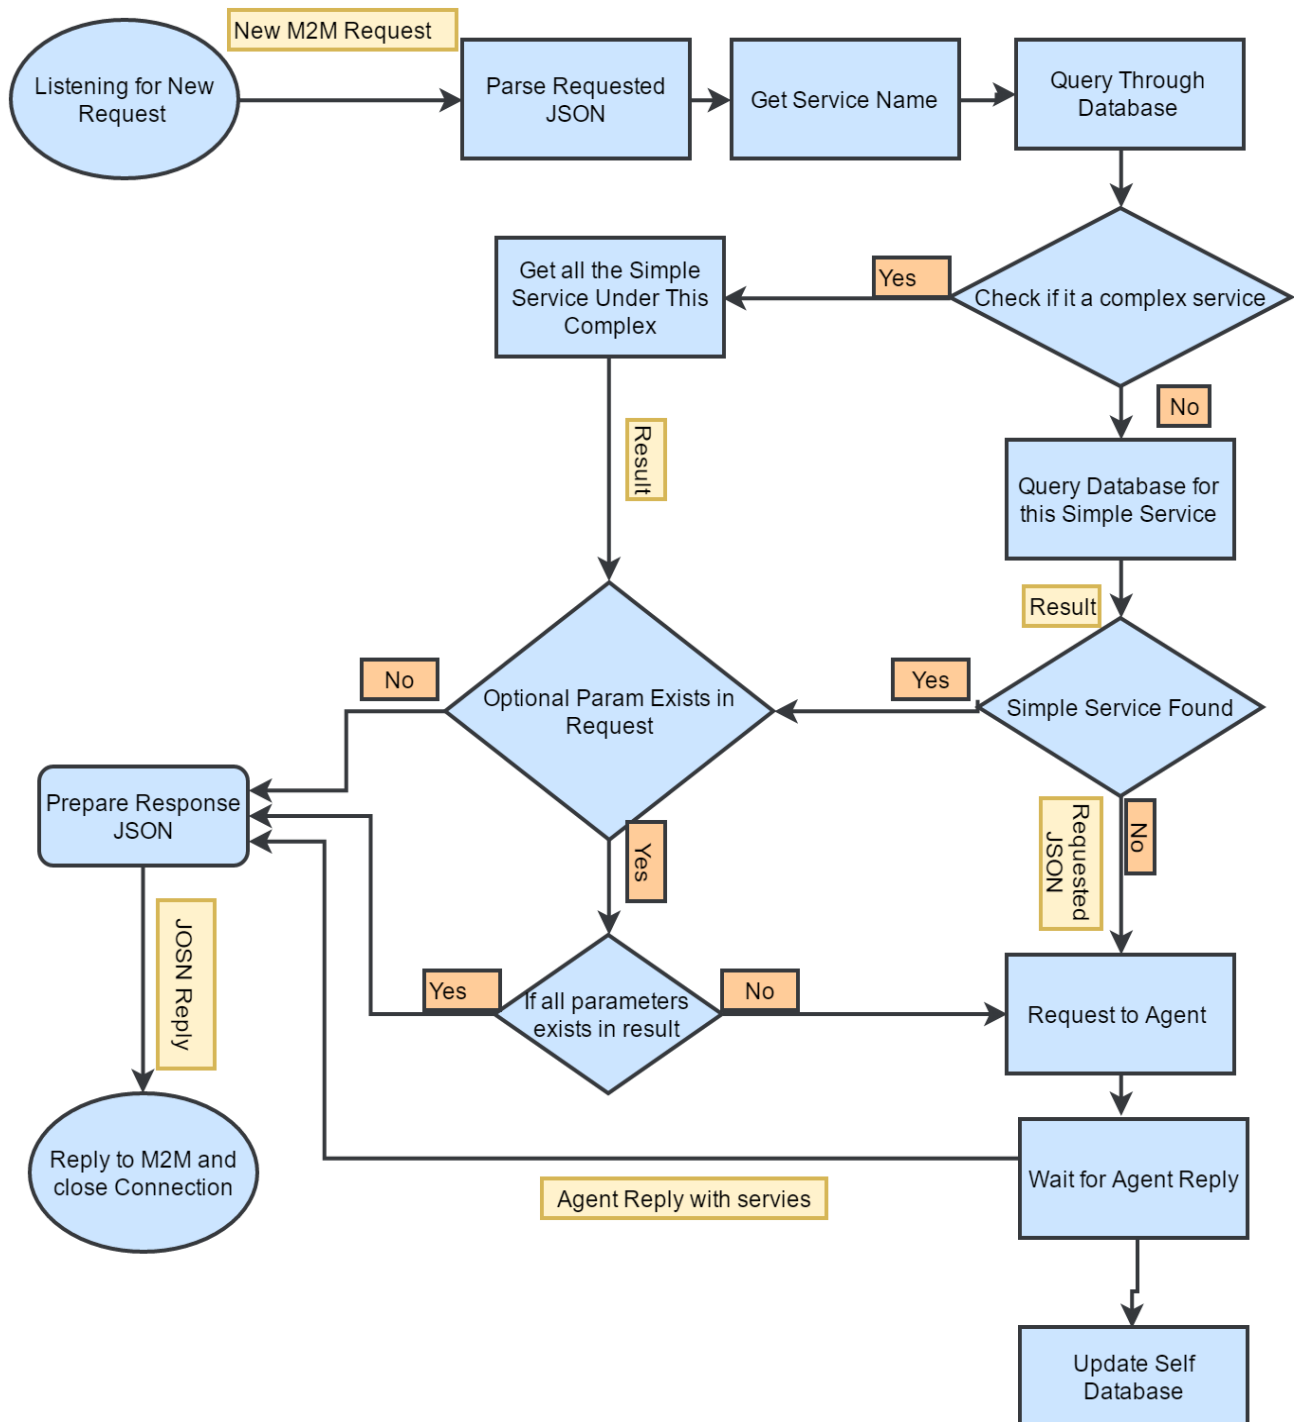 New M2M Request
Listening for New
Request
Parse Requested
JSON
Get Service Name
Query Through
Database
Get all the Simple
Service Under This
Complex
Yes
Check if it a complex service
No
Result
Query Database for
this Simple Service
Result
No
Optional Param Exists in
Request
Yes
Simple Service Found
Prepare Response
JSON
Yes
Requested
JSON
No
JOSN Reply
Yes
If all parameters
exists in result
No
Request to Agent
Reply to M2M and
close Connection
Agent Reply with servies
Wait for Agent Reply
Update Self
Database